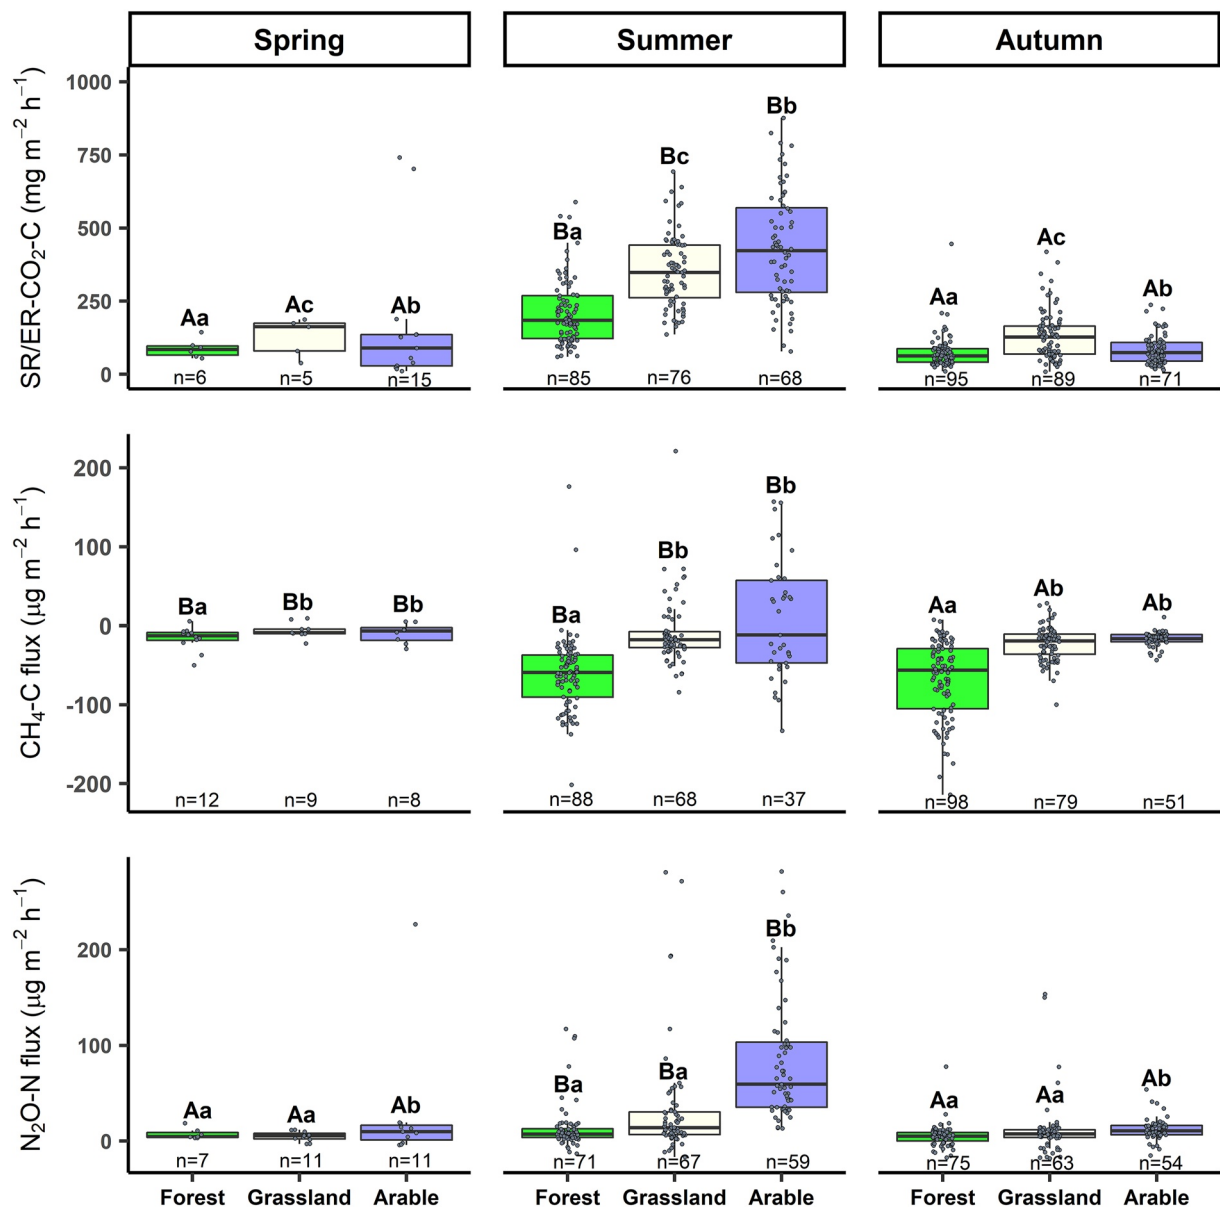 Spring Summer Autumn
SR/ER-CO₂-C (mg m⁻² h⁻¹)
1000
750
500
250
0
Aa Ac Ab
n=6 n=5 n=15
Ba Bc Bb
n=85 n=76 n=68
Aa Ac Ab
n=95 n=89 n=71
CH₄-C flux (μg m⁻² h⁻¹)
200
100
0
-100
-200
Ba Bb Bb
n=12 n=9 n=8
Ba Bb Bb
n=88 n=68 n=37
Aa Ab Ab
n=98 n=79 n=51
N₂O-N flux (μg m⁻² h⁻¹)
200
100
0
Aa Aa Ab
n=7 n=11 n=11
Ba Ba Bb
n=71 n=67 n=59
Aa Aa Ab
n=75 n=63 n=54
Forest Grassland Arable Forest Grassland Arable Forest Grassland Arable